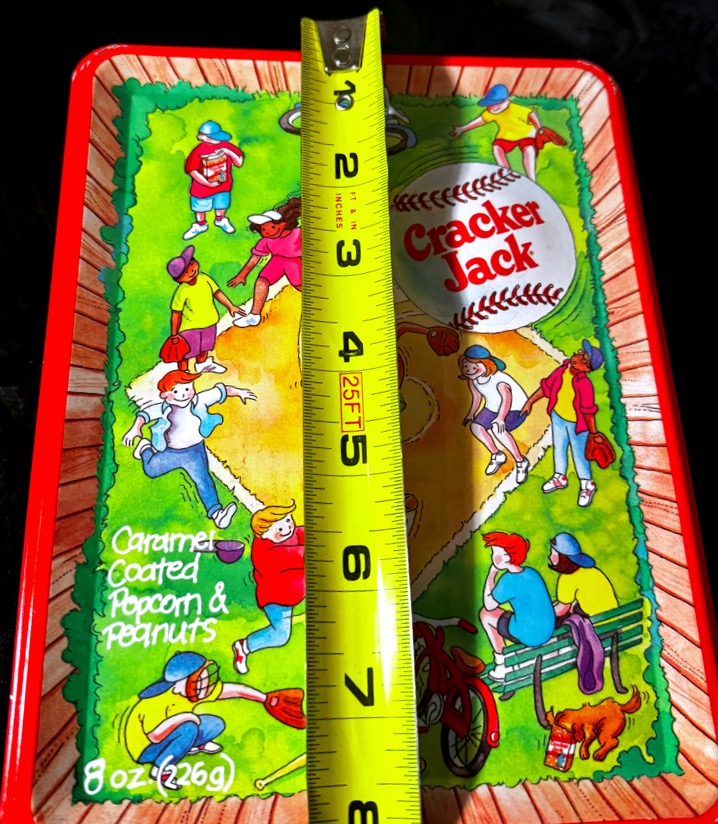 1
2
FT & IN
INCHES
3
4
25FT
5
6
7
8
Cracker
Jack
Caramel
Coated
Popcorn &
Peanuts
8 oz. (226g)